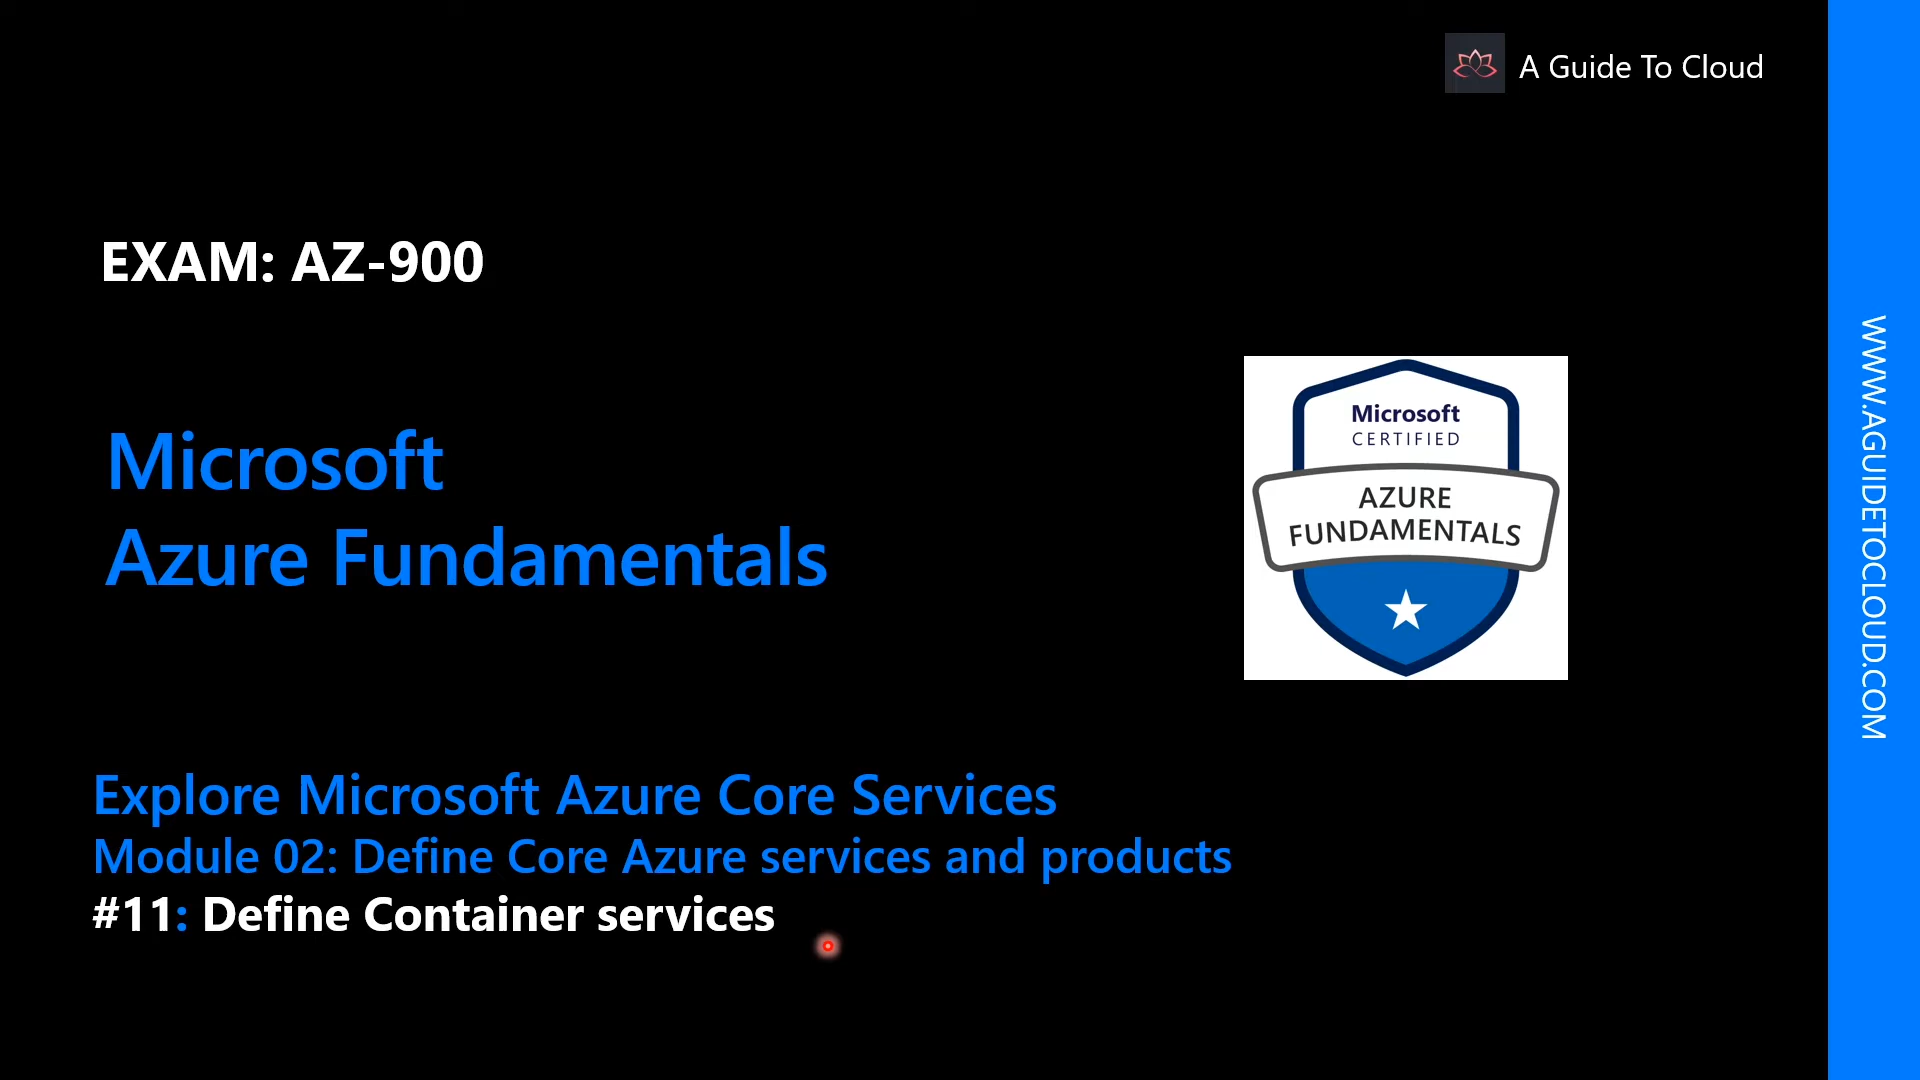 A Guide To Cloud
EXAM: AZ-900
Microsoft
Azure Fundamentals
Microsoft
CERTIFIED
AZURE
FUNDAMENTALS
Explore Microsoft Azure Core Services
Module 02: Define Core Azure services and products
#11: Define Container services
WWW.AGUIDETOCLOUD.COM